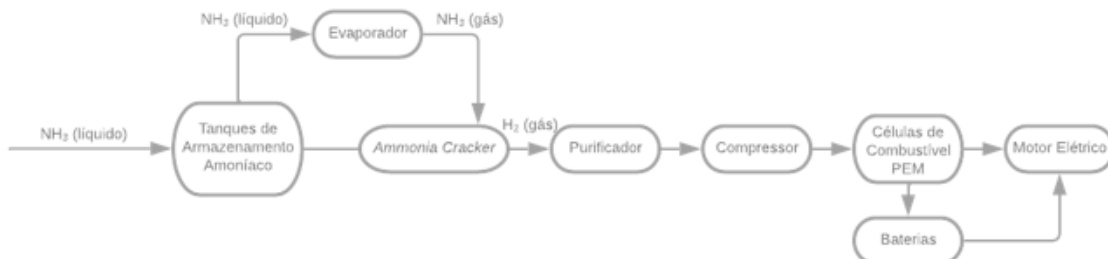 NH₃ (líquido)
NH₃ (gás)
Evaporador
NH₃ (líquido)
Tanques de
Armazenamento
Amoníaco
Ammonia Cracker
H₂ (gás)
Purificador
Compressor
Células de
Combustível
PEM
Motor Elétrico
Baterias